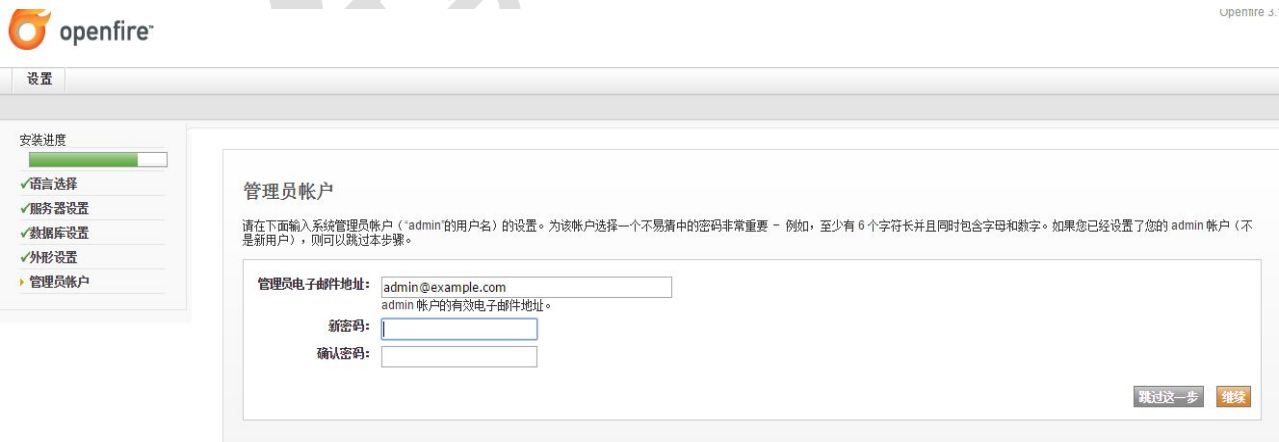 openfire™
Openfire 3.
设置
安装进度
语言选择
服务器设置
数据库设置
外形设置
管理员帐户
管理员帐户
请在下面输入系统管理员帐户（“admin”的用户名）的设置。为该帐户选择一个不易猜中的密码非常重要 - 例如，至少有 6 个字符长并且同时包含字母和数字。如果您已经设置了您的 admin 帐户（不
是新用户），则可以跳过本步骤。
管理员电子邮件地址： admin@example.com
admin 帐户的有效电子邮件地址。
新密码：
确认密码：
跳过这一步 继续